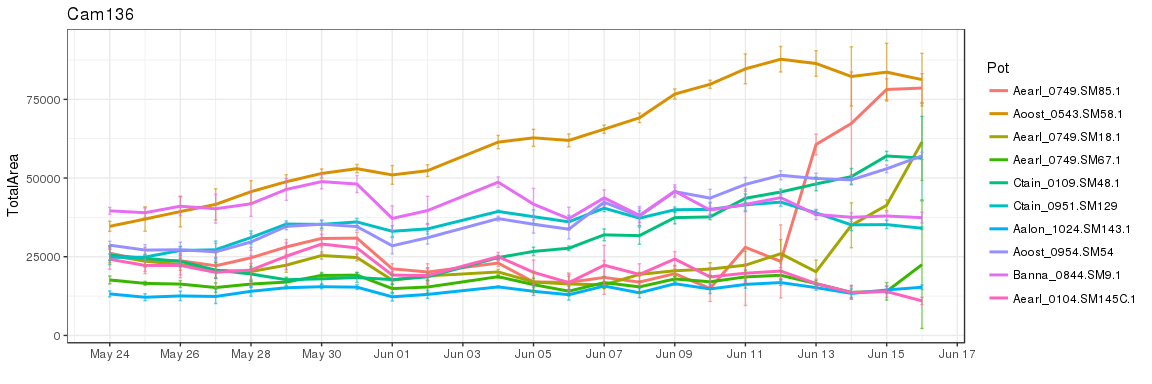 Cam136
TotalArea
75000
50000
25000
0
May 24 May 26 May 28 May 30 Jun 01 Jun 03 Jun 05 Jun 07 Jun 09 Jun 11 Jun 13 Jun 15 Jun 17
Pot
Aearl_0749.SM85.1
Aoost_0543.SM58.1
Aearl_0749.SM18.1
Aearl_0749.SM67.1
Ctain_0109.SM48.1
Ctain_0951.SM129
Aalon_1024.SM143.1
Aoost_0954.SM54
Banna_0844.SM9.1
Aearl_0104.SM145C.1